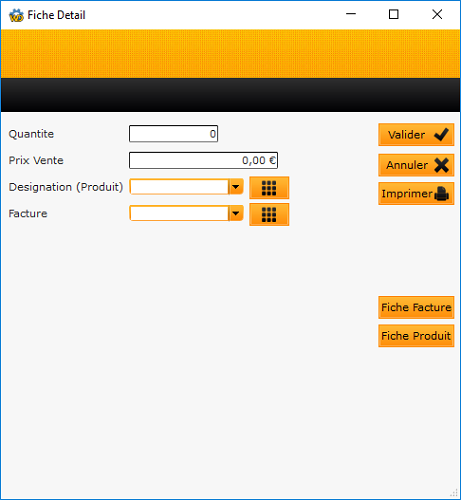 Fiche Detail
Quantite 0 Valider
Prix Vente 0,00 € Annuler
Designation (Produit) Imprimer
Facture
Fiche Facture
Fiche Produit